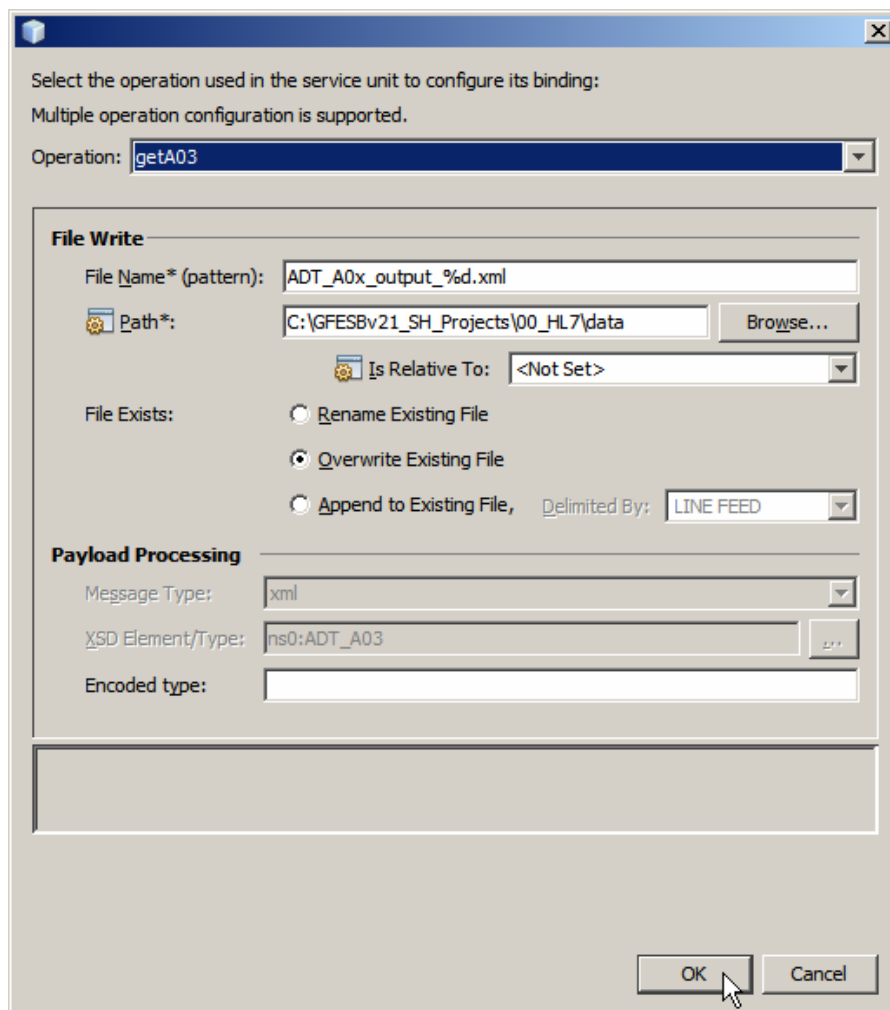 Select the operation used in the service unit to configure its binding:
Multiple operation configuration is supported.
Operation: getA03
File Write
File Name* (pattern): ADT_A0x_output_%d.xml
Path*: C:\GFESBv21_SH_Projects\00_HL7\data Browse...
Is Relative To: <Not Set>
File Exists: Rename Existing File
Overwrite Existing File
Append to Existing File, Delimited By: LINE FEED
Payload Processing
Message Type: xml
XSD Element/Type: ns0:ADT_A03 ...
Encoded type:
OK Cancel